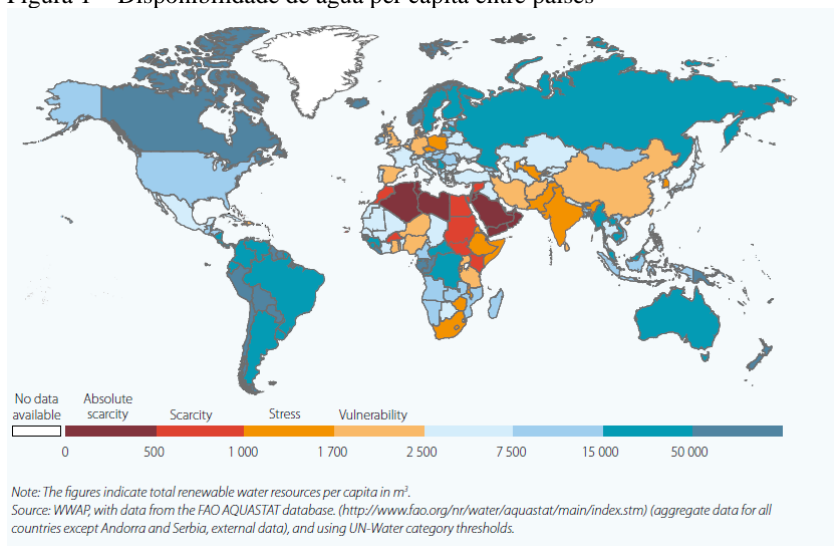 Figura 1 – Disponibilidade de água per capita entre países
No data
available
Absolute
scarcity
Scarcity
Stress
Vulnerability
0
500
1 000
1 700
2 500
7 500
15 000
50 000
Note: The figures indicate total renewable water resources per capita in m³.
Source: WWAP, with data from the FAO AQUASTAT database. (http://www.fao.org/nr/water/aquastat/main/index.stm) (aggregate data for all
countries except Andorra and Serbia, external data), and using UN-Water category thresholds.